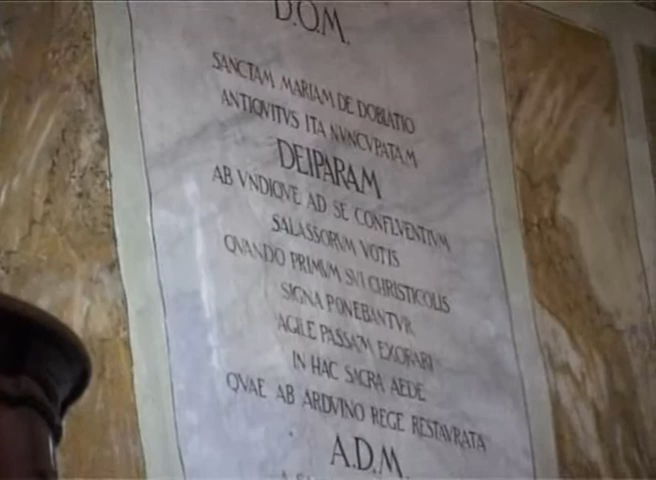 D.O.M.
SANCTAM MARIAM DE DOBLATIO
ANTIQVITVS ITA NVNCVPATAM
DEIPARAM
AB VNDIQVE AD SE CONFLVENTIVM
SALASSORVM VOTIS
QVANDO PRIMUM SVI CHRISTICOLIS
SIGNA PONEBANTVR
AGILE PASSAM EXORARI
IN HAC SACRA AEDE
QVAE AB ARDVINO REGE RESTAVRATA
A.D.M.